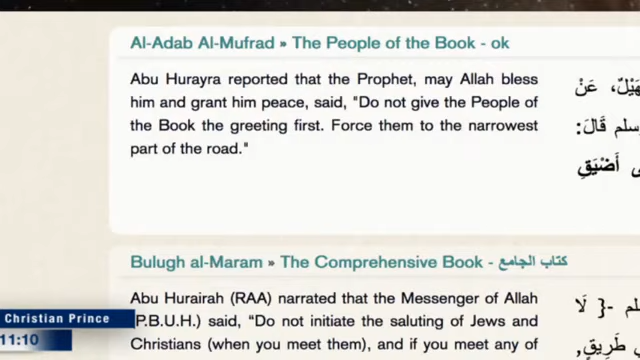 Al-Adab Al-Mufrad » The People of the Book - ok
Abu Hurayra reported that the Prophet, may Allah bless
him and grant him peace, said, "Do not give the People of
the Book the greeting first. Force them to the narrowest
part of the road."
عَنْ
وسلم قَالَ:
أَضْيَقِ
Bulugh al-Maram » The Comprehensive Book - كتاب الجامع
Abu Hurairah (RAA) narrated that the Messenger of Allah
(P.B.U.H.) said, "Do not initiate the saluting of Jews and
Christians (when you meet them), and if you meet any of
لَا
طَرِيقٍ,
Christian Prince
11:10